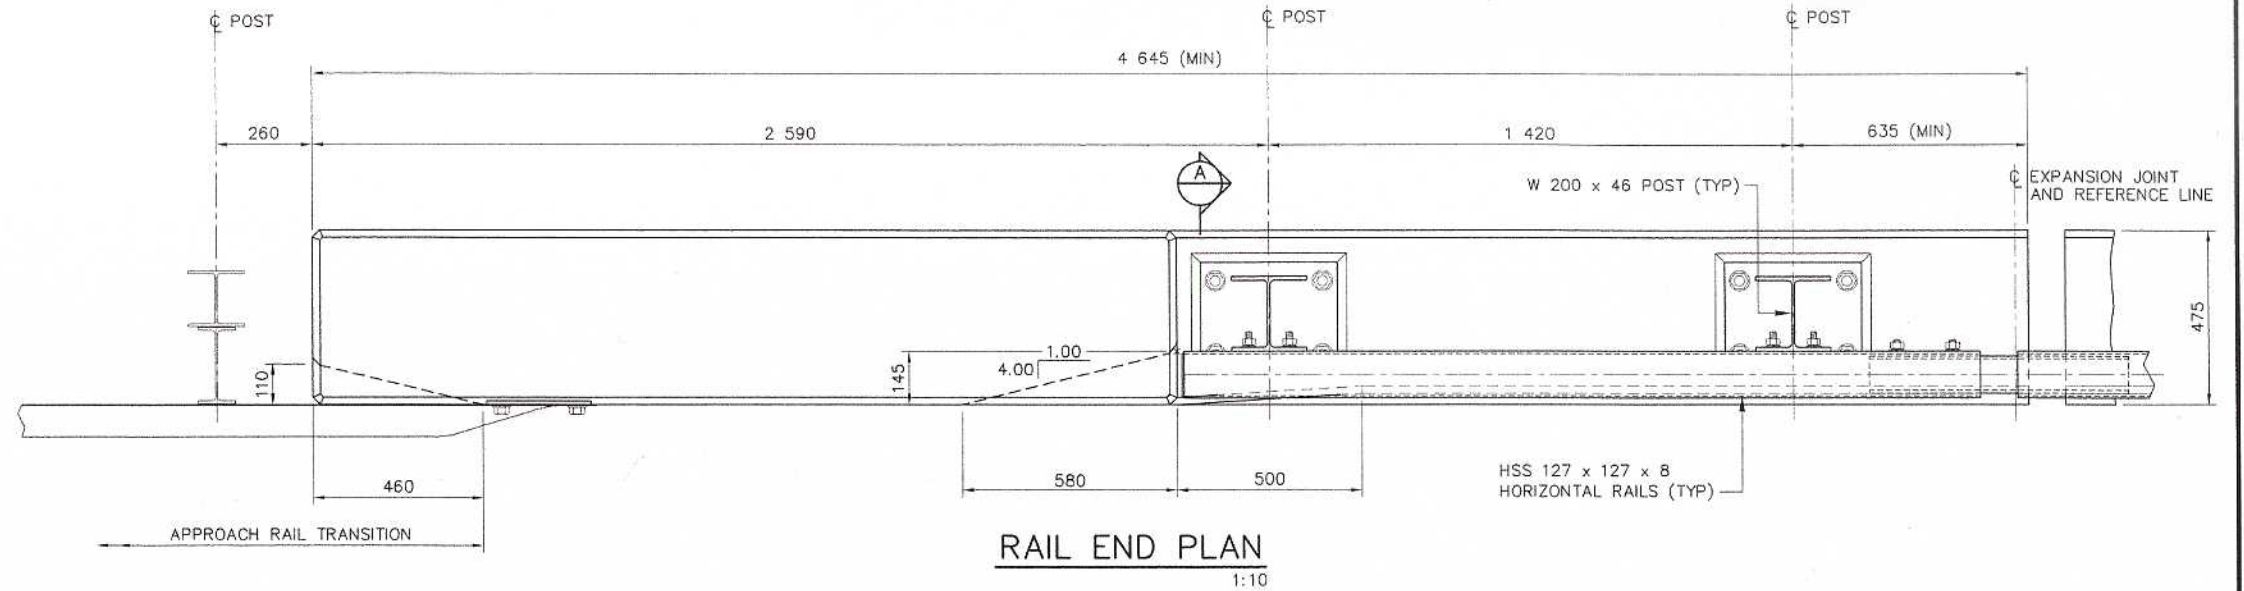 ℄ POST
℄ POST
℄ POST
4 645 (MIN)
260
2 590
1 420
635 (MIN)
A
W 200 x 46 POST (TYP)
℄ EXPANSION JOINT
AND REFERENCE LINE
475
110
145
1.00
4.00
460
580
500
HSS 127 x 127 x 8
HORIZONTAL RAILS (TYP)
APPROACH RAIL TRANSITION
RAIL END PLAN
1:10